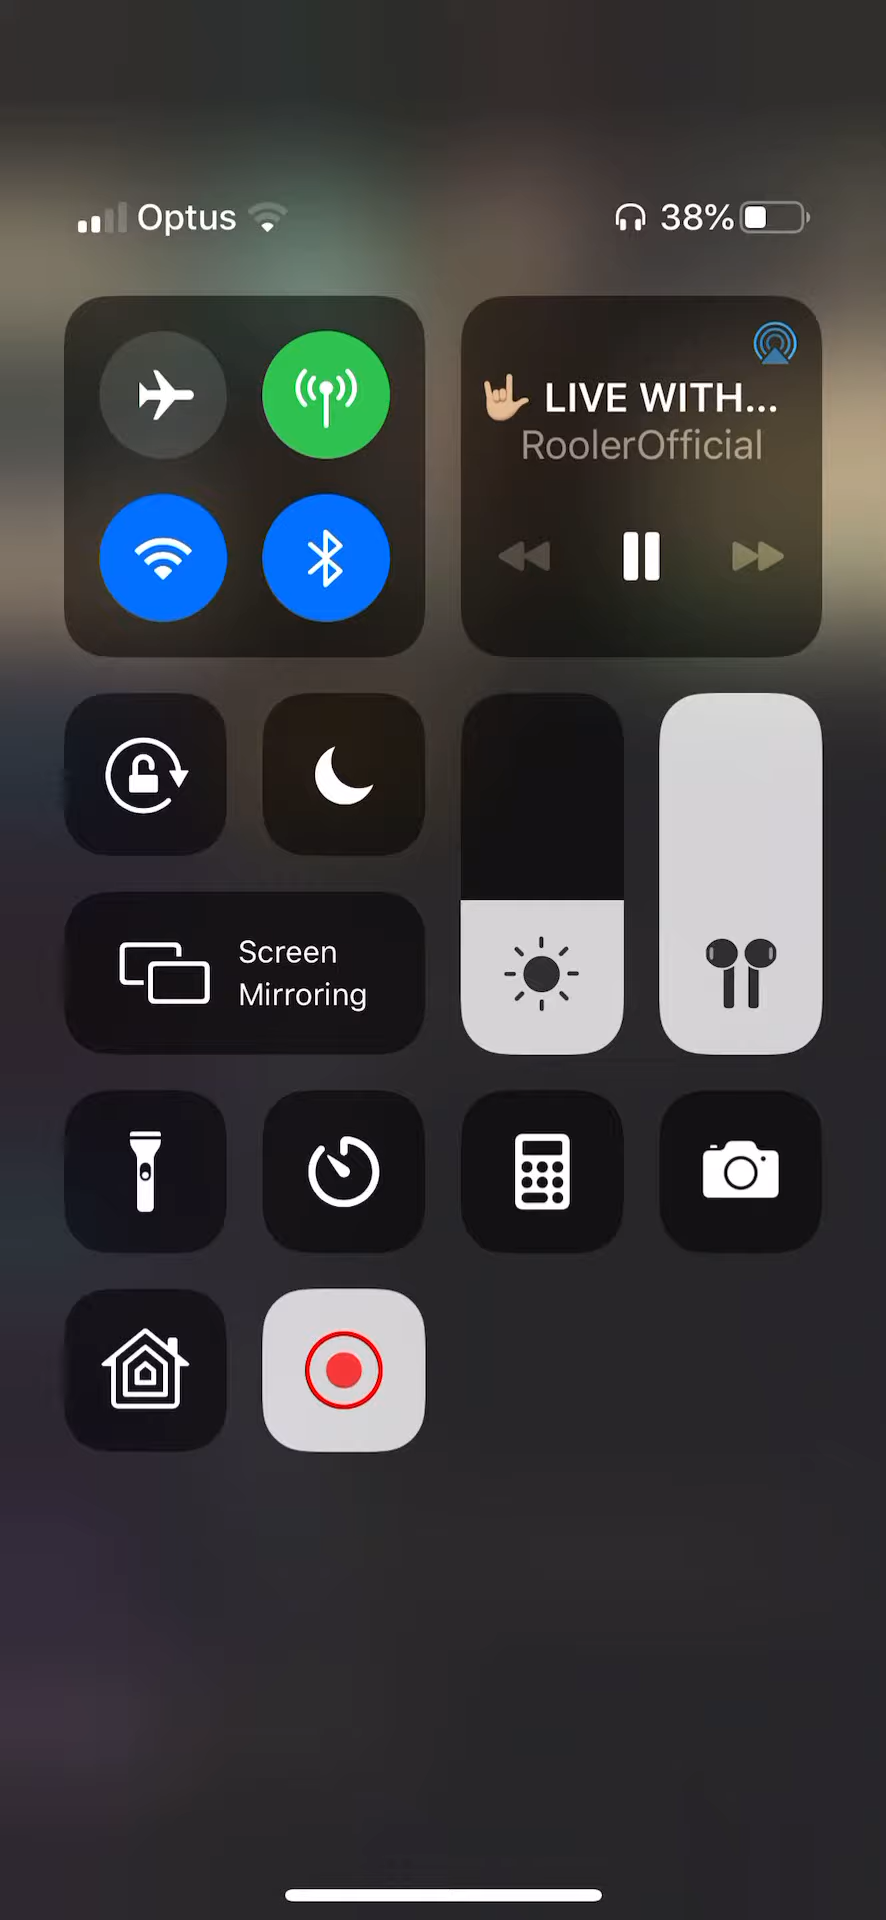 Optus
38%
🤟🏼 LIVE WITH...
RoolerOfficial
Screen
Mirroring